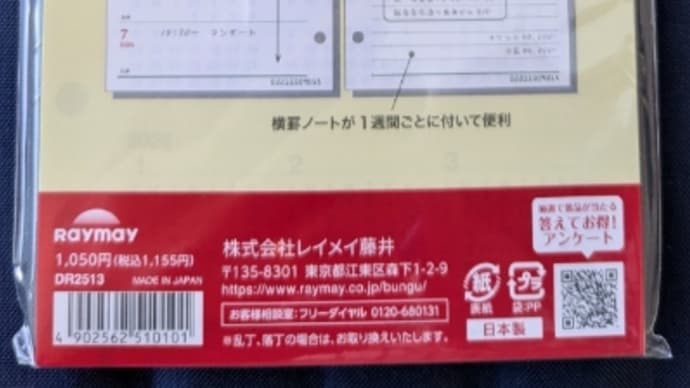 7
横罫ノートが1週間ごとに付いて便利
RAYMAY
1,050円(税込1,155円)
DR2513 MADE IN JAPAN
4 902562 510101
株式会社レイメイ藤井
〒135-8301 東京都江東区森下1-2-9
https://www.raymay.co.jp/bungu/
お客様相談室:フリーダイヤル 0120-680131
※乱丁、落丁の場合は、お取り換えいたします。
抽選で景品が当たる
答えてお得!
アンケート
紙
表紙
プラ
袋:PP
日本製